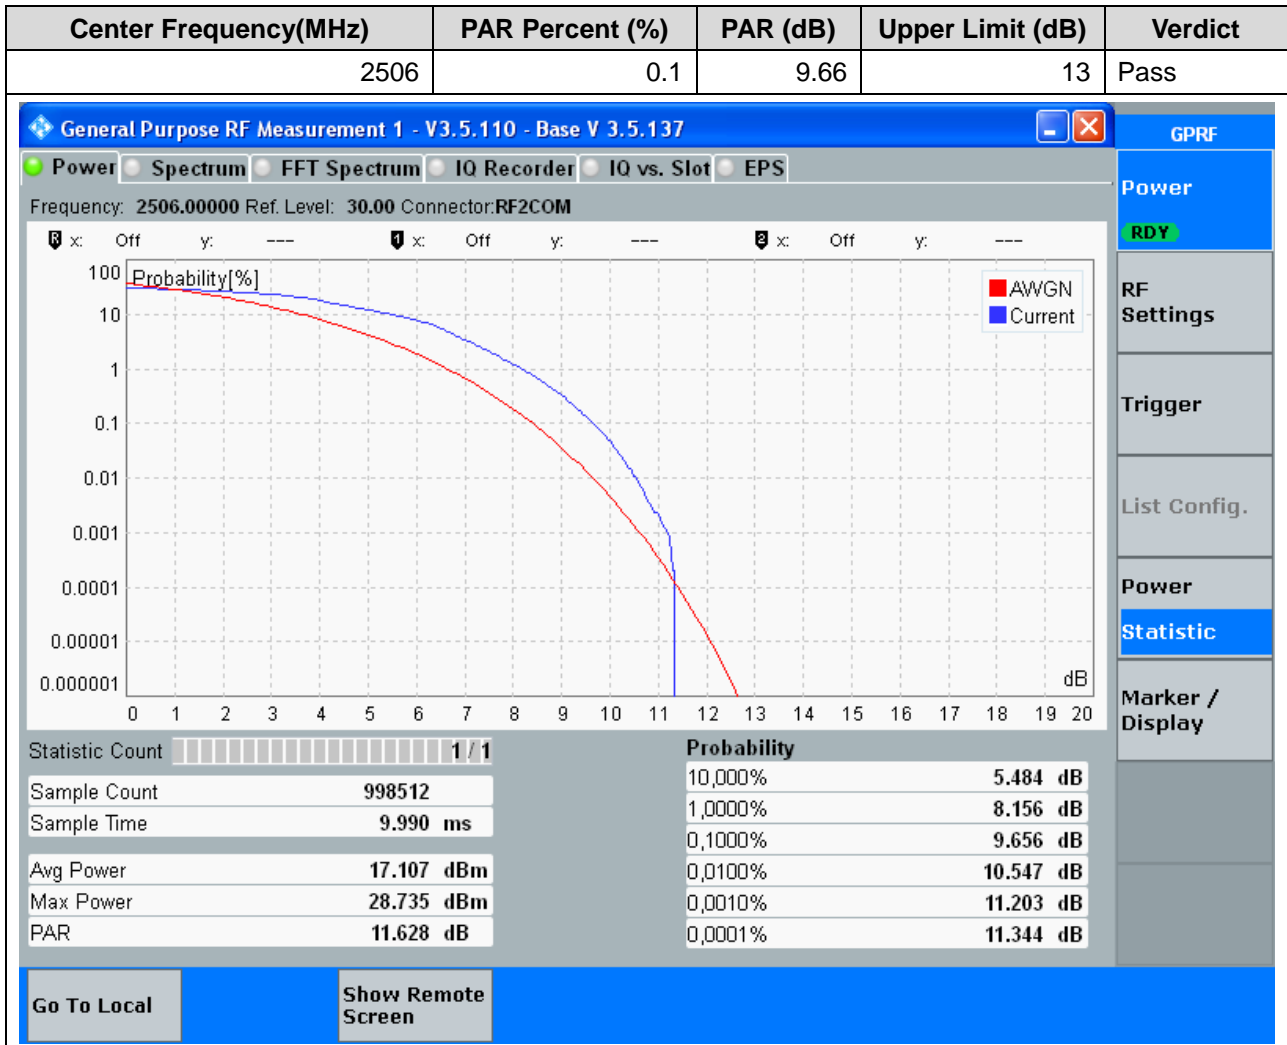 Center Frequency(MHz) PAR Percent (%) PAR (dB) Upper Limit (dB) Verdict
2506 0.1 9.66 13 Pass
General Purpose RF Measurement 1 - V3.5.110 - Base V 3.5.137
GPRF
Power Spectrum FFT Spectrum IQ Recorder IQ vs. Slot EPS
Power
RDY
Frequency: 2506.00000 Ref. Level: 30.00 Connector:RF2COM
R x: Off y: --- 1 x: Off y: --- 2 x: Off y: ---
Probability[%]
AWGN
Current
100
10
1
0.1
0.01
0.001
0.0001
0.00001
0.000001
dB
0 1 2 3 4 5 6 7 8 9 10 11 12 13 14 15 16 17 18 19 20
RF
Settings
Trigger
List Config.
Power
Statistic
Marker /
Display
Statistic Count 1 / 1
Sample Count 998512
Sample Time 9.990 ms
Avg Power 17.107 dBm
Max Power 28.735 dBm
PAR 11.628 dB
Probability
10,000% 5.484 dB
1,0000% 8.156 dB
0,1000% 9.656 dB
0,0100% 10.547 dB
0,0010% 11.203 dB
0,0001% 11.344 dB
Go To Local
Show Remote
Screen